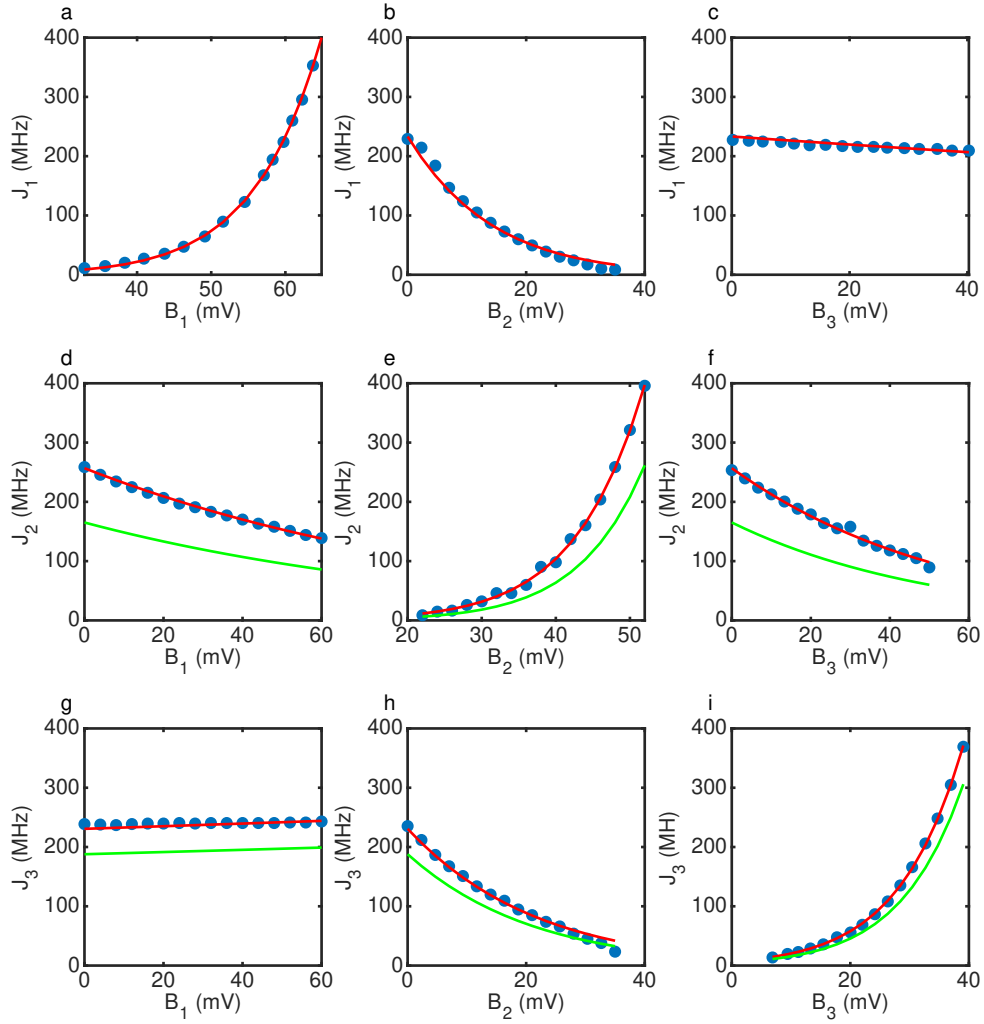 a
400
300
200
100
0
J1 (MHz)
40 50 60
B1 (mV)
b
400
300
200
100
0
J1 (MHz)
0 20 40
B2 (mV)
c
400
300
200
100
0
J1 (MHz)
0 20 40
B3 (mV)
d
400
300
200
100
0
J2 (MHz)
0 20 40 60
B1 (mV)
e
400
300
200
100
0
J2 (MHz)
20 30 40 50
B2 (mV)
f
400
300
200
100
0
J2 (MHz)
0 20 40 60
B3 (mV)
g
400
300
200
100
0
J3 (MHz)
0 20 40 60
B1 (mV)
h
400
300
200
100
0
J3 (MHz)
0 20 40
B2 (mV)
i
400
300
200
100
0
J3 (MH)
0 20 40
B3 (mV)